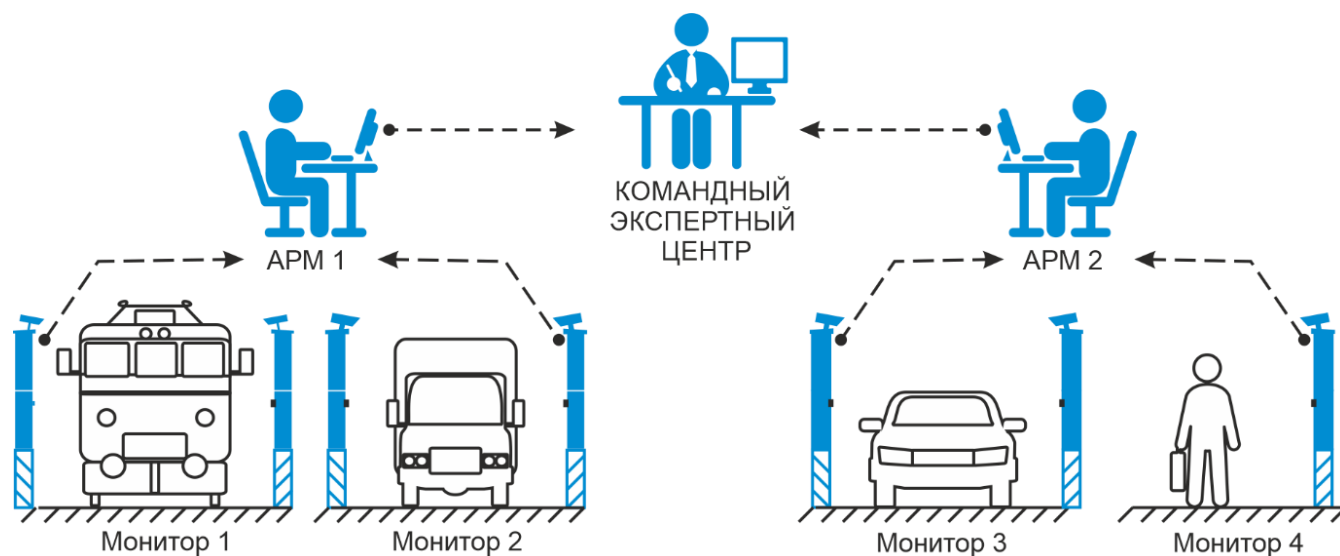 КОМАНДНЫЙ
ЭКСПЕРТНЫЙ
ЦЕНТР
АРМ 1
АРМ 2
Монитор 1
Монитор 2
Монитор 3
Монитор 4